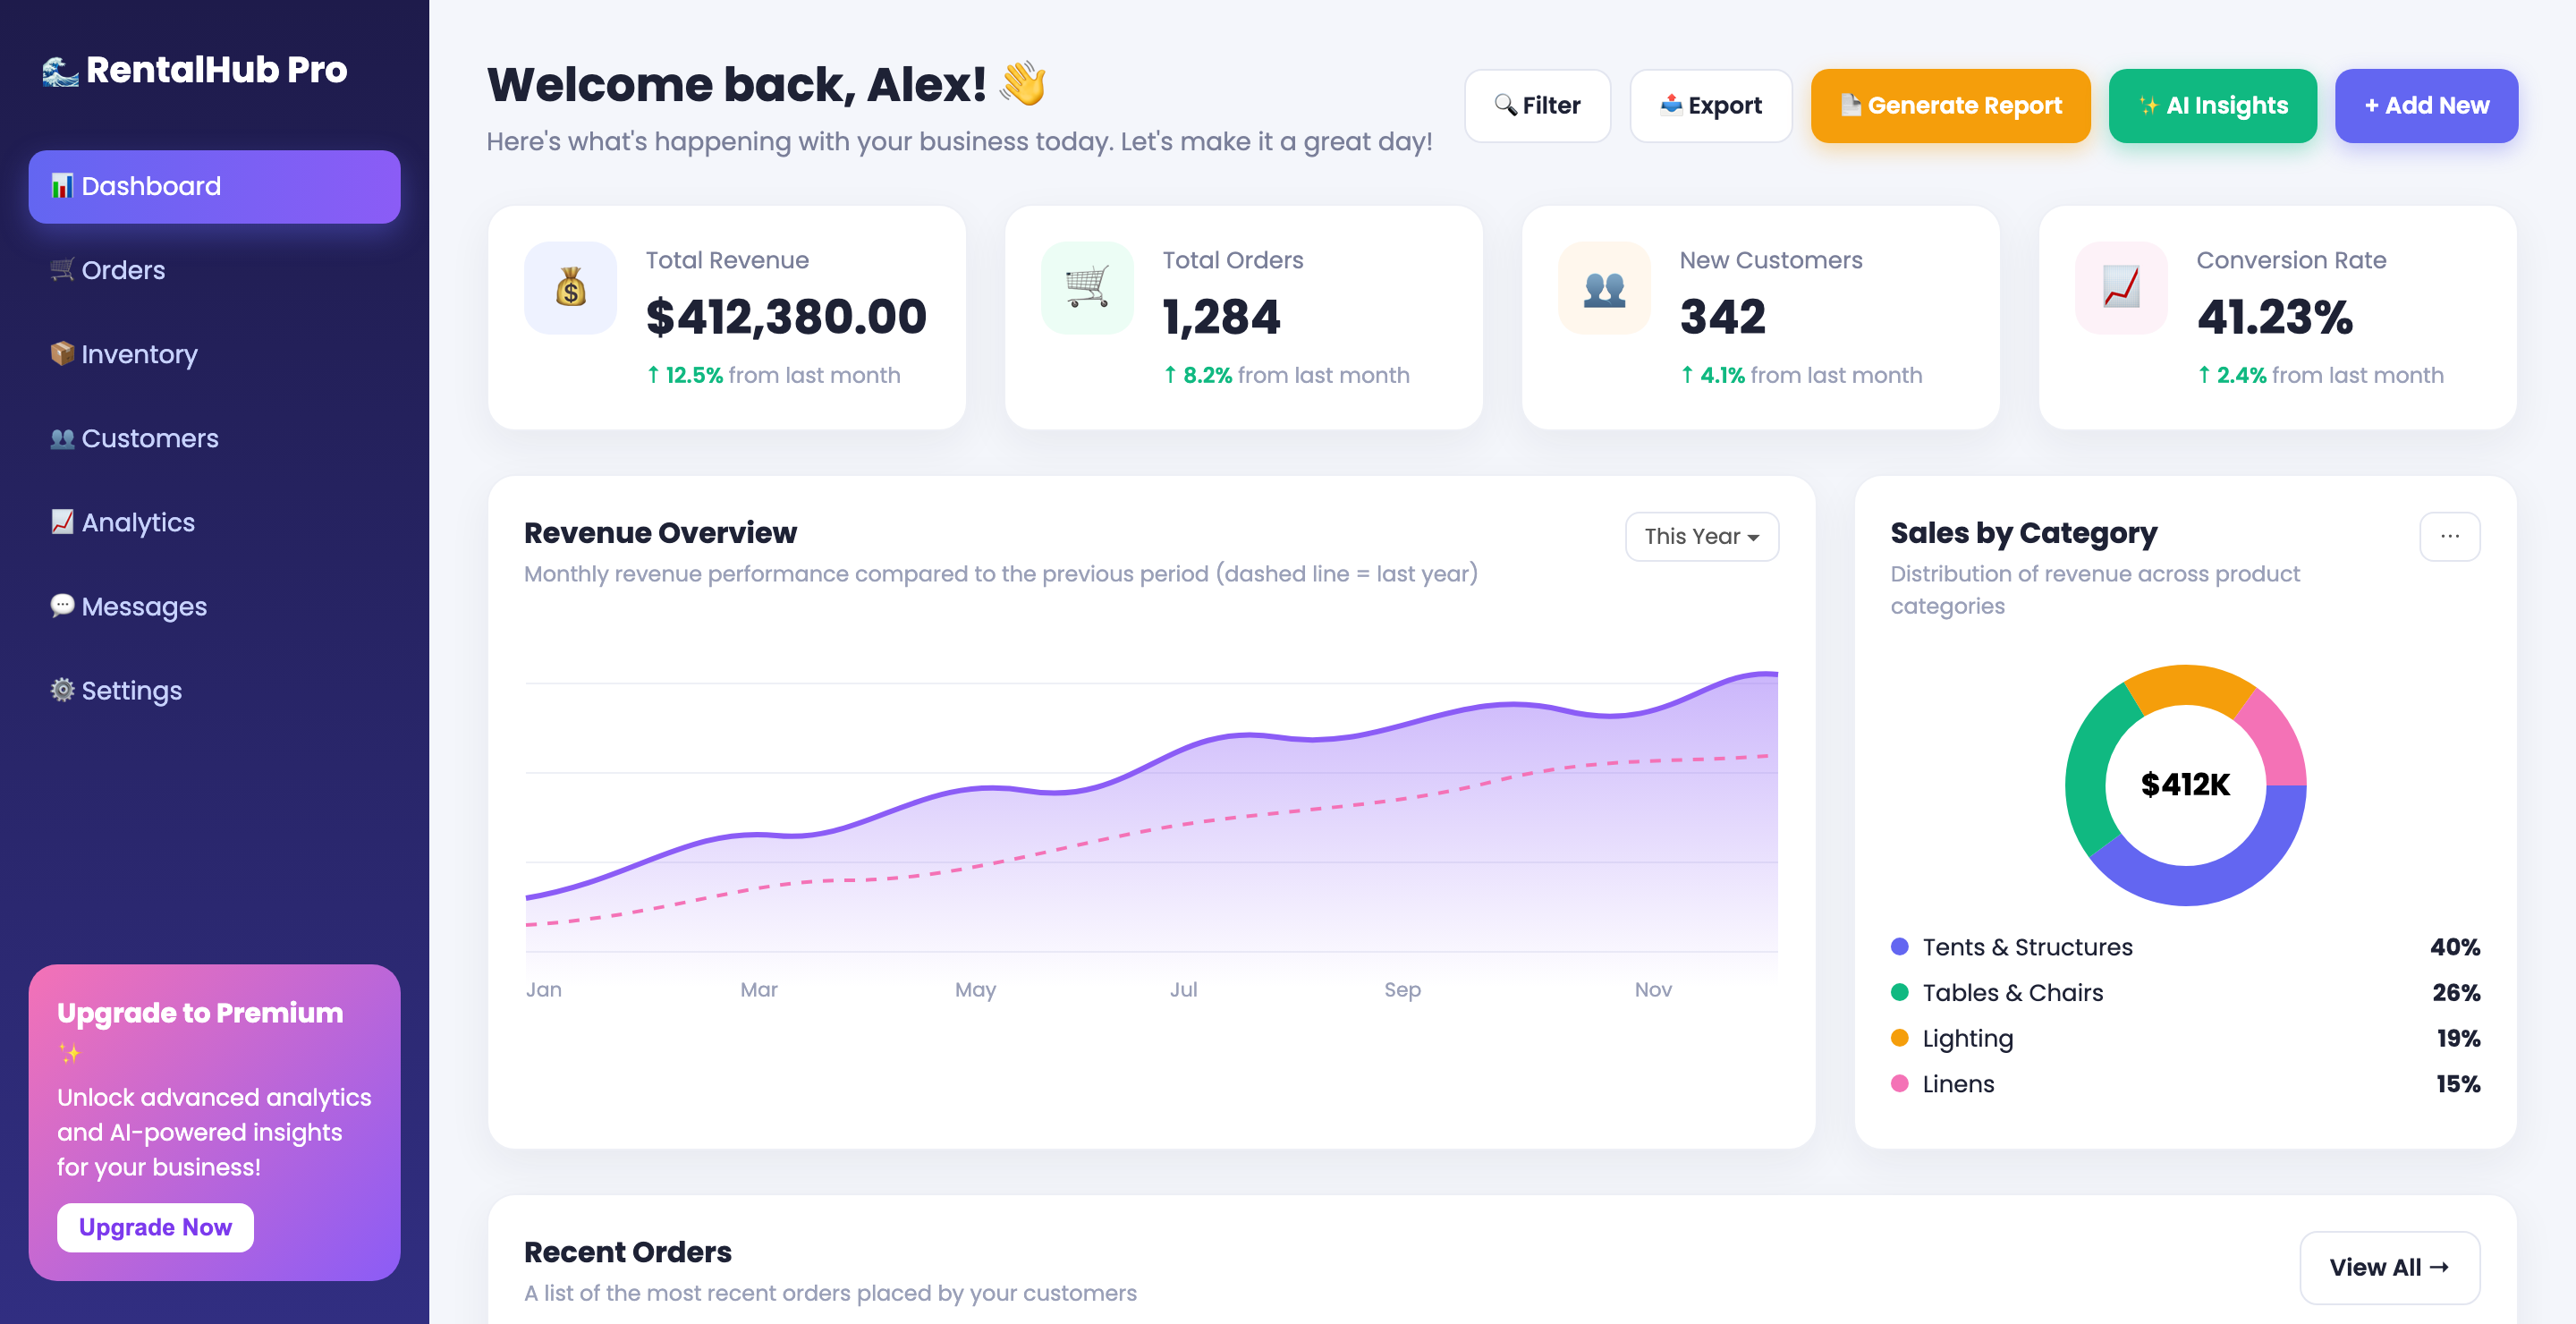 🌊 RentalHub Pro
📊 Dashboard
🛒 Orders
📦 Inventory
👥 Customers
📈 Analytics
💬 Messages
⚙️ Settings
Upgrade to Premium
✨
Unlock advanced analytics
and AI-powered insights
for your business!
Upgrade Now
Welcome back, Alex! 👋
Here's what's happening with your business today. Let's make it a great day!
🔍 Filter
📤 Export
📄 Generate Report
✨ AI Insights
+ Add New
💰
Total Revenue
$412,380.00
↑ 12.5% from last month
🛒
Total Orders
1,284
↑ 8.2% from last month
👥
New Customers
342
↑ 4.1% from last month
📈
Conversion Rate
41.23%
↑ 2.4% from last month
Revenue Overview
Monthly revenue performance compared to the previous period (dashed line = last year)
This Year
Jan Mar May Jul Sep Nov
Sales by Category
Distribution of revenue across product
categories
⋯
$412K
Tents & Structures 40%
Tables & Chairs 26%
Lighting 19%
Linens 15%
Recent Orders
A list of the most recent orders placed by your customers
View All →